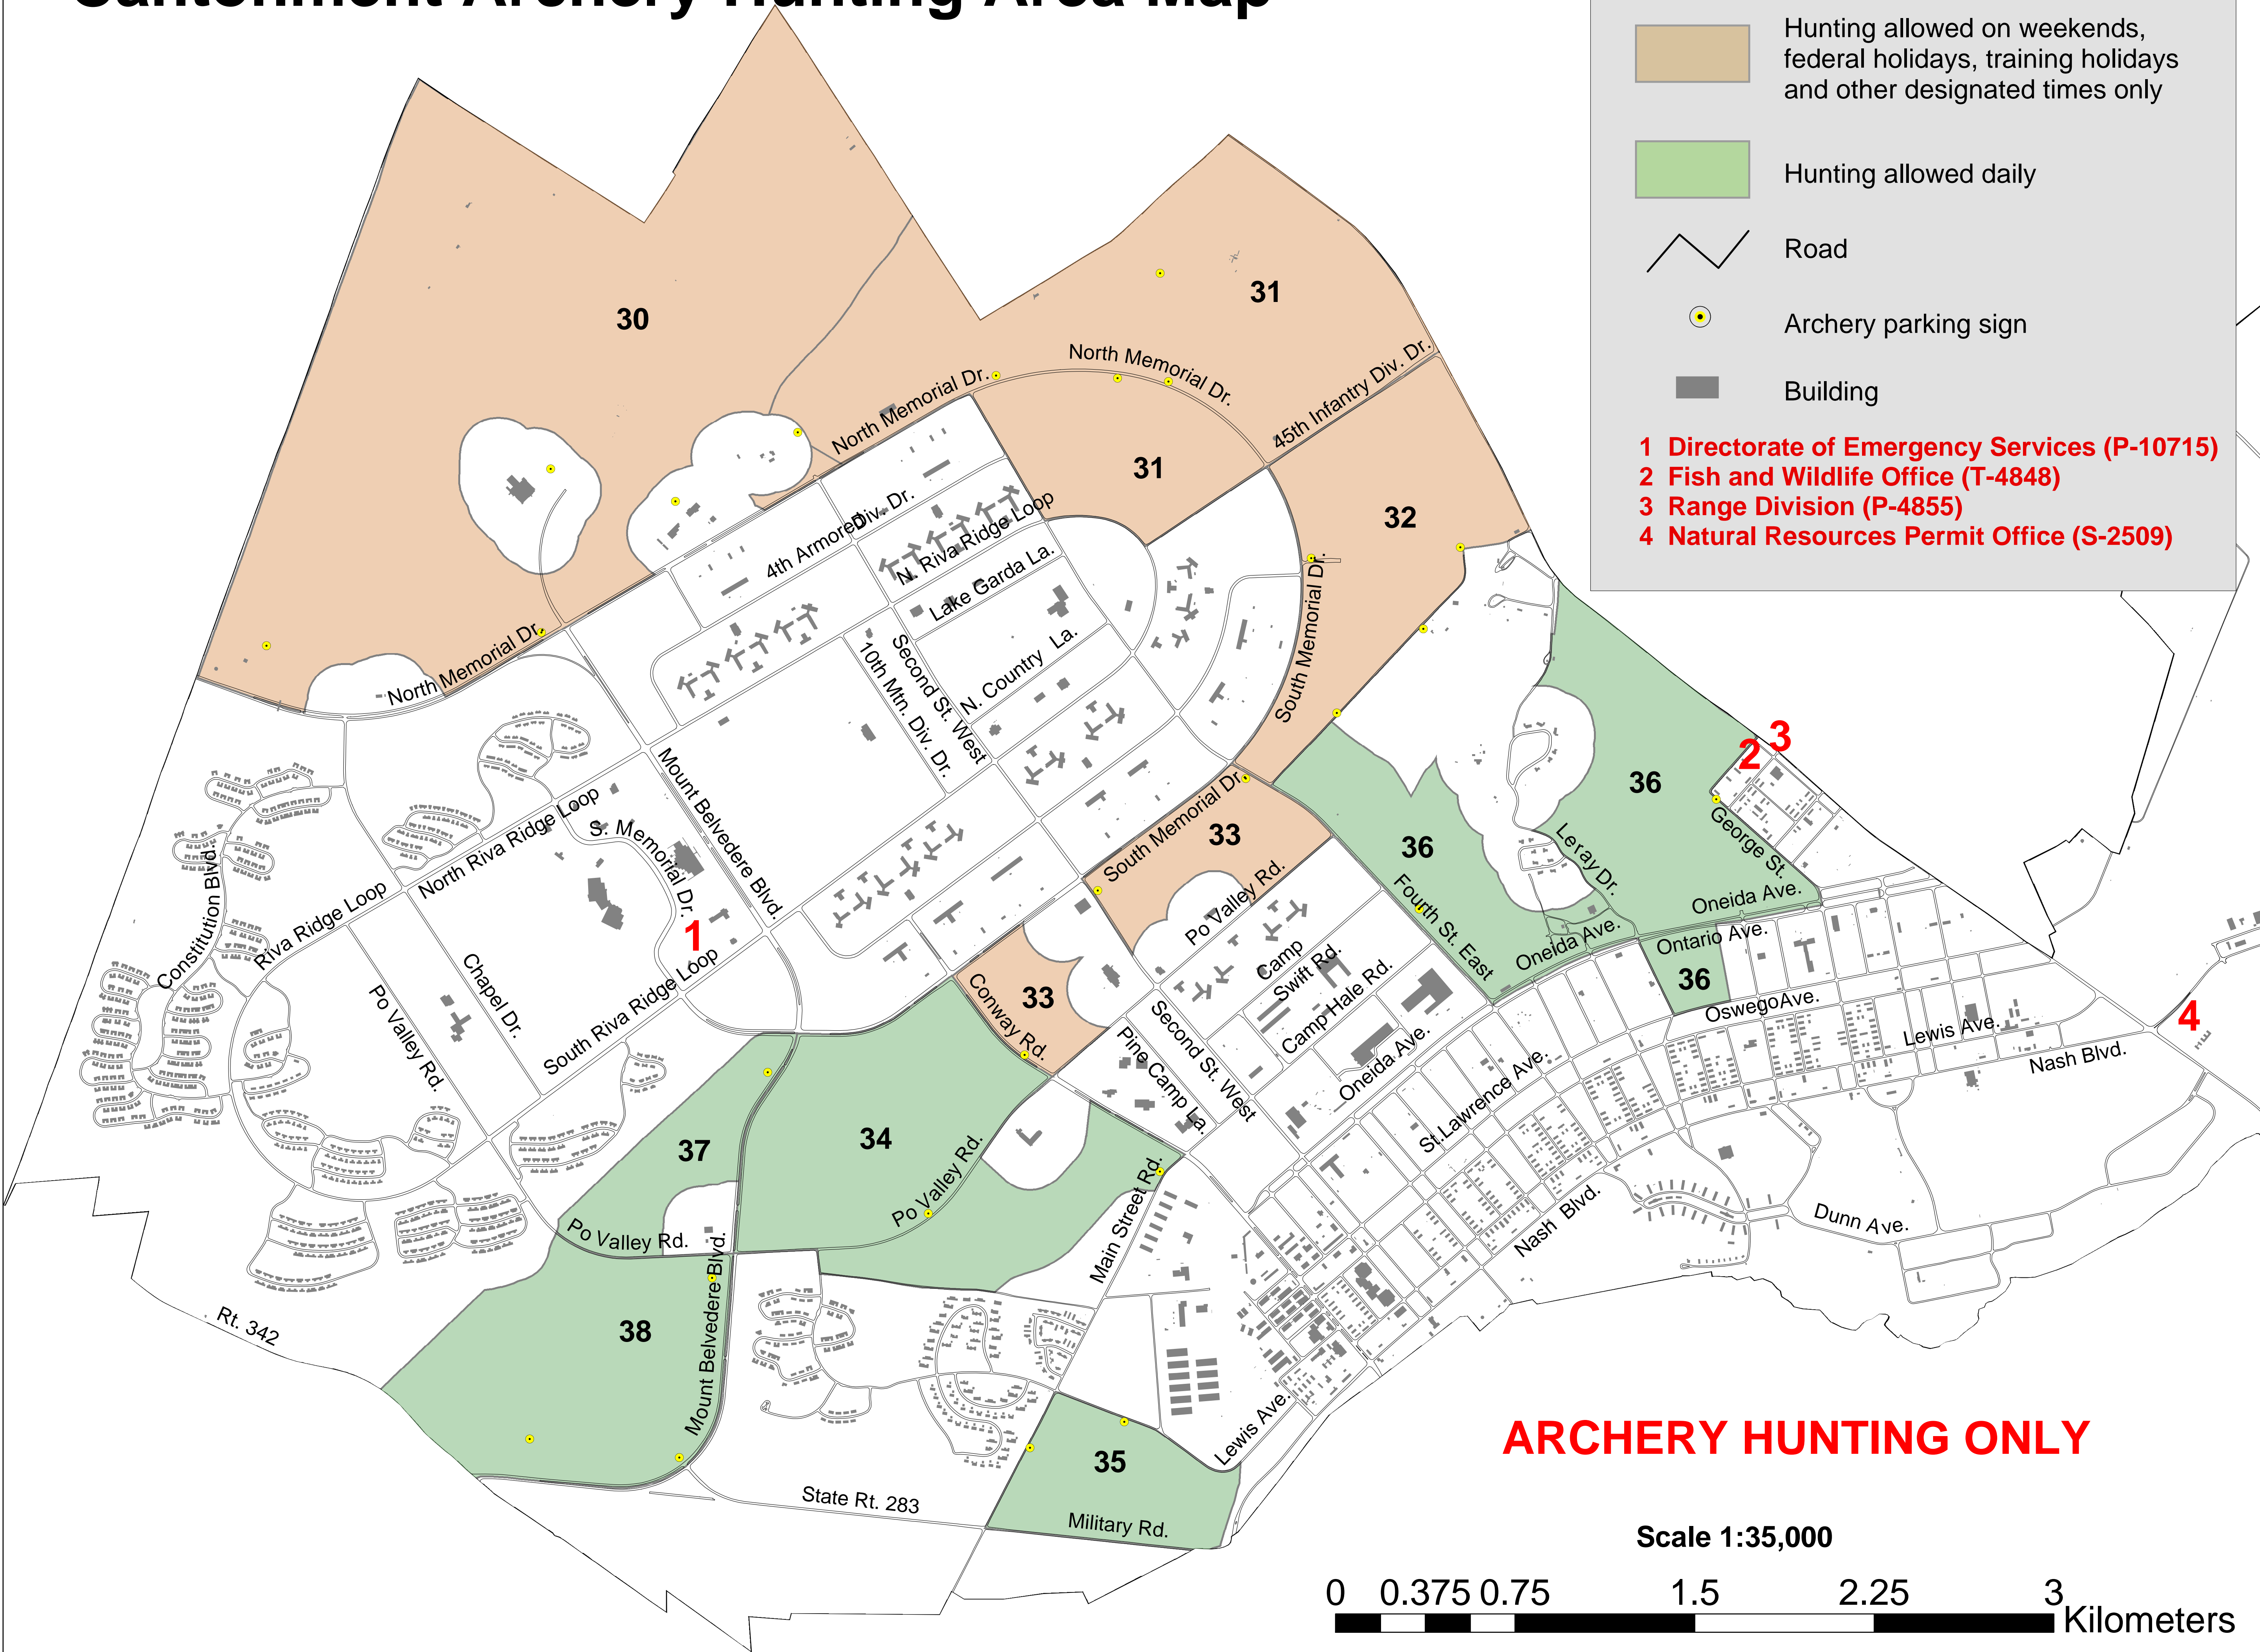 Cantonment Archery Hunting Area Map
Hunting allowed on weekends,
federal holidays, training holidays
and other designated times only
Hunting allowed daily
Road
Archery parking sign
Building
1 Directorate of Emergency Services (P-10715)
2 Fish and Wildlife Office (T-4848)
3 Range Division (P-4855)
4 Natural Resources Permit Office (S-2509)
30
31
North Memorial Dr.
North Memorial Dr.
45th Infantry Div. Dr.
31
32
4th Armored Div. Dr.
N. Riva Ridge Loop
Lake Garda La.
North Memorial Dr.
South Memorial Dr.
Second St. West
10th Mtn. Div. Dr.
N. Country La.
3
2
36
Mount Belvedere Blvd.
North Riva Ridge Loop
S. Memorial Dr.
South Memorial Dr.
33
36
Leray Dr.
George St.
Constitution Blvd.
Riva Ridge Loop
1
Po Valley Rd.
Fourth St. East
Oneida Ave.
Oneida Ave.
Ontario Ave.
36
Oswego Ave.
Camp
Swift Rd.
Camp Hale Rd.
Chapel Dr.
South Riva Ridge Loop
Po Valley Rd.
Conway Rd.
33
Pine Camp La.
Second St. West
Oneida Ave.
4
Lewis Ave.
Nash Blvd.
St.Lawrence Ave.
37
34
Po Valley Rd.
Po Valley Rd.
Main Street Rd.
Nash Blvd.
Dunn Ave.
Rt. 342
38
Mount Belvedere Blvd.
Lewis Ave.
35
State Rt. 283
Military Rd.
ARCHERY HUNTING ONLY
Scale 1:35,000
0 0.375 0.75 1.5 2.25 3
Kilometers